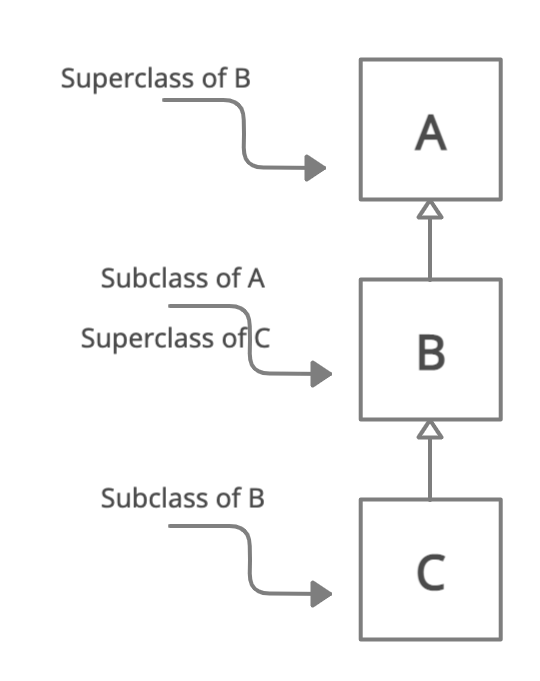 Superclass of B
A
Subclass of A
Superclass of C
B
Subclass of B
C